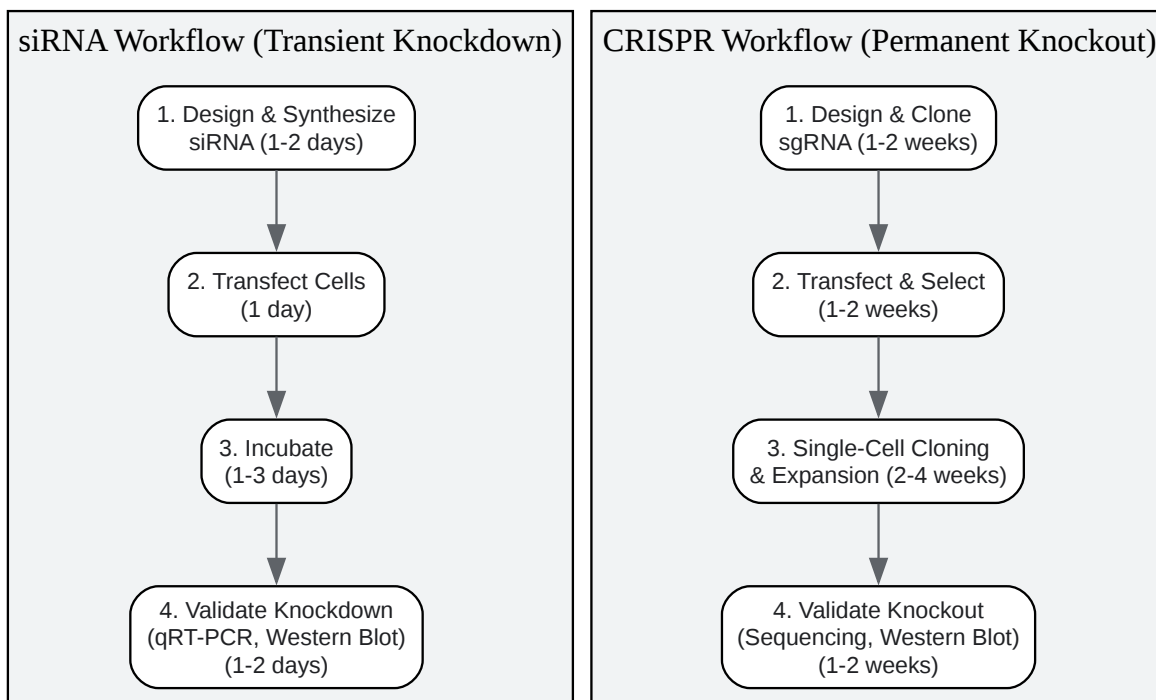 siRNA Workflow (Transient Knockdown)
1. Design & Synthesize
siRNA (1-2 days)
2. Transfect Cells
(1 day)
3. Incubate
(1-3 days)
4. Validate Knockdown
(qRT-PCR, Western Blot)
(1-2 days)
CRISPR Workflow (Permanent Knockout)
1. Design & Clone
sgRNA (1-2 weeks)
2. Transfect & Select
(1-2 weeks)
3. Single-Cell Cloning
& Expansion (2-4 weeks)
4. Validate Knockout
(Sequencing, Western Blot)
(1-2 weeks)